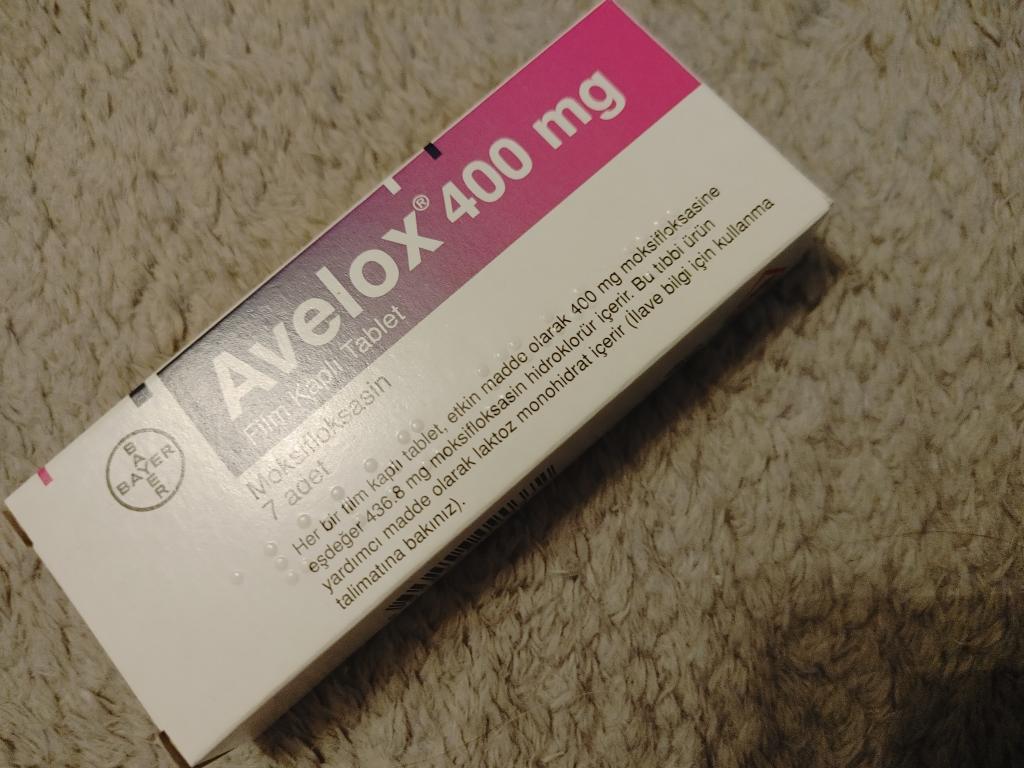 Avelox® 400 mg
Film Kaplı Tablet
Moksifloksasin
7 adet
BAYER
BAYER
Her bir film kaplı tablet, etkin madde olarak 400 mg moksifloksasine
eşdeğer 436.8 mg moksifloksasin hidroklorür içerir. Bu tıbbi ürün
yardımcı madde olarak laktoz monohidrat içerir (İlave bilgi için kullanma
talimatına bakınız).